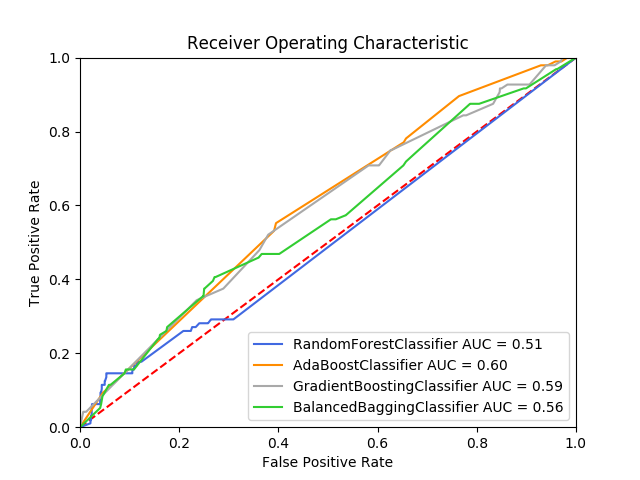 Receiver Operating Characteristic
True Positive Rate
1.0
0.8
0.6
0.4
0.2
0.0
RandomForestClassifier AUC = 0.51
AdaBoostClassifier AUC = 0.60
GradientBoostingClassifier AUC = 0.59
BalancedBaggingClassifier AUC = 0.56
0.0 0.2 0.4 0.6 0.8 1.0
False Positive Rate